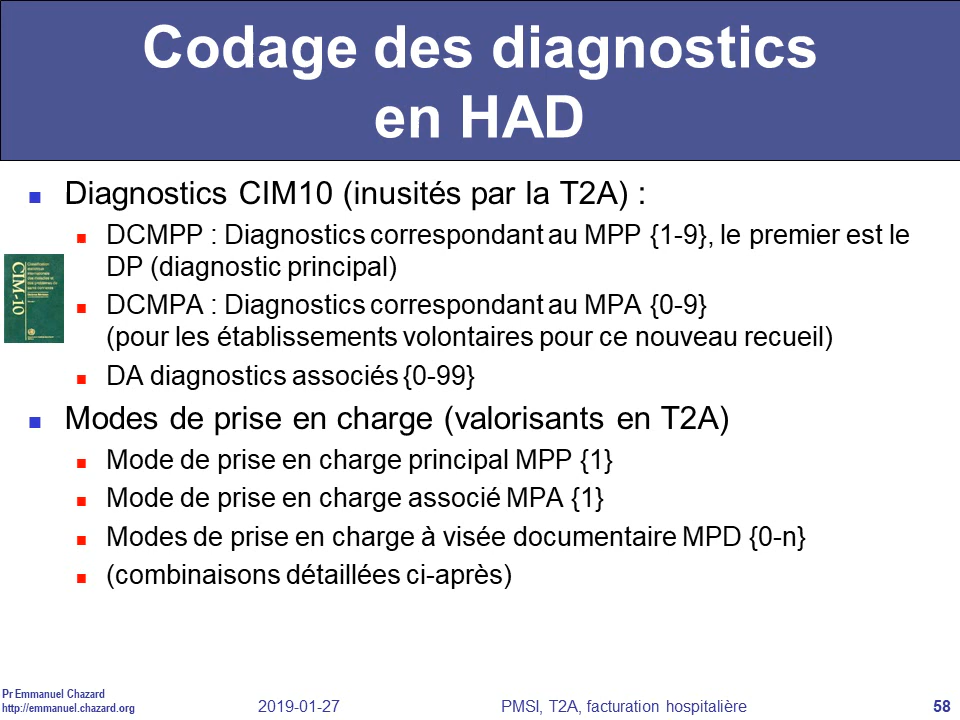 Codage des diagnostics
en HAD
Diagnostics CIM10 (inusités par la T2A) :
DCMPP : Diagnostics correspondant au MPP {1-9}, le premier est le
DP (diagnostic principal)
CIM-10
DCMPA : Diagnostics correspondant au MPA {0-9}
(pour les établissements volontaires pour ce nouveau recueil)
DA diagnostics associés {0-99}
Modes de prise en charge (valorisants en T2A)
Mode de prise en charge principal MPP {1}
Mode de prise en charge associé MPA {1}
Modes de prise en charge à visée documentaire MPD {0-n}
(combinaisons détaillées ci-après)
Pr Emmanuel Chazard
http://emmanuel.chazard.org
2019-01-27
PMSI, T2A, facturation hospitalière
58